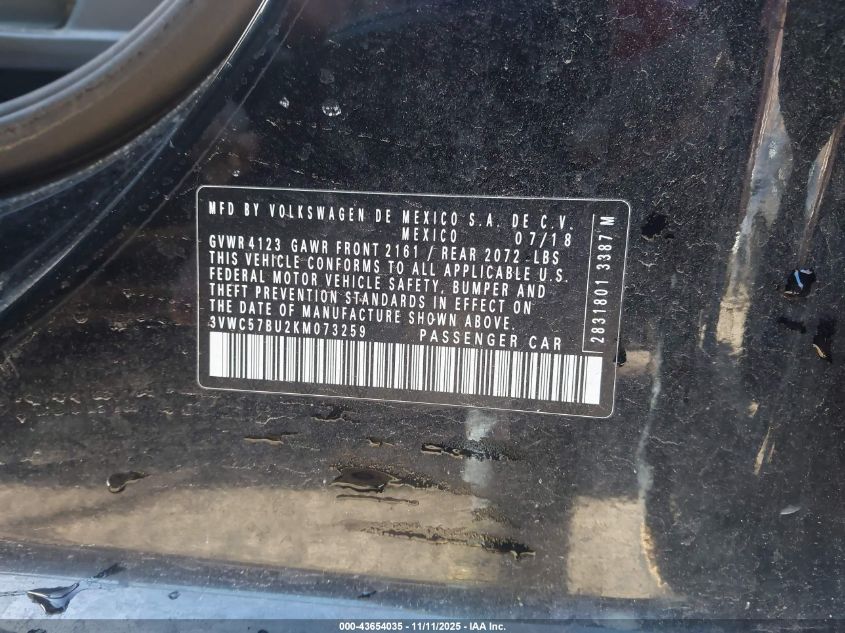 MFD BY VOLKSWAGEN DE MEXICO S.A. DE C.V.
MEXICO 07/18
GVWR 4123 GAWR FRONT 2161 / REAR 2072 LBS
THIS VEHICLE CONFORMS TO ALL APPLICABLE U.S.
FEDERAL MOTOR VEHICLE SAFETY, BUMPER AND
THEFT PREVENTION STANDARDS IN EFFECT ON
THE DATE OF MANUFACTURE SHOWN ABOVE.
3VWC57BU2KM073259 PASSENGER CAR
2831801 3387 M
000-43654035 - 11/11/2025 - IAA Inc.